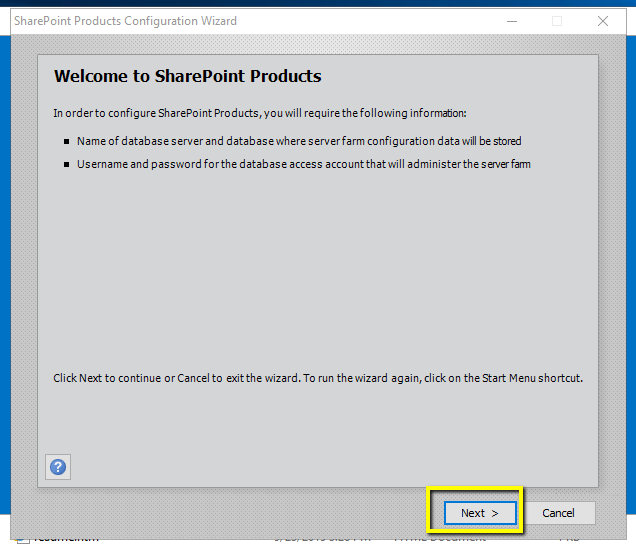 SharePoint Products Configuration Wizard
Welcome to SharePoint Products
In order to configure SharePoint Products, you will require the following information:
Name of database server and database where server farm configuration data will be stored
Username and password for the database access account that will administer the server farm
Click Next to continue or Cancel to exit the wizard. To run the wizard again, click on the Start Menu shortcut.
?
Next >
Cancel